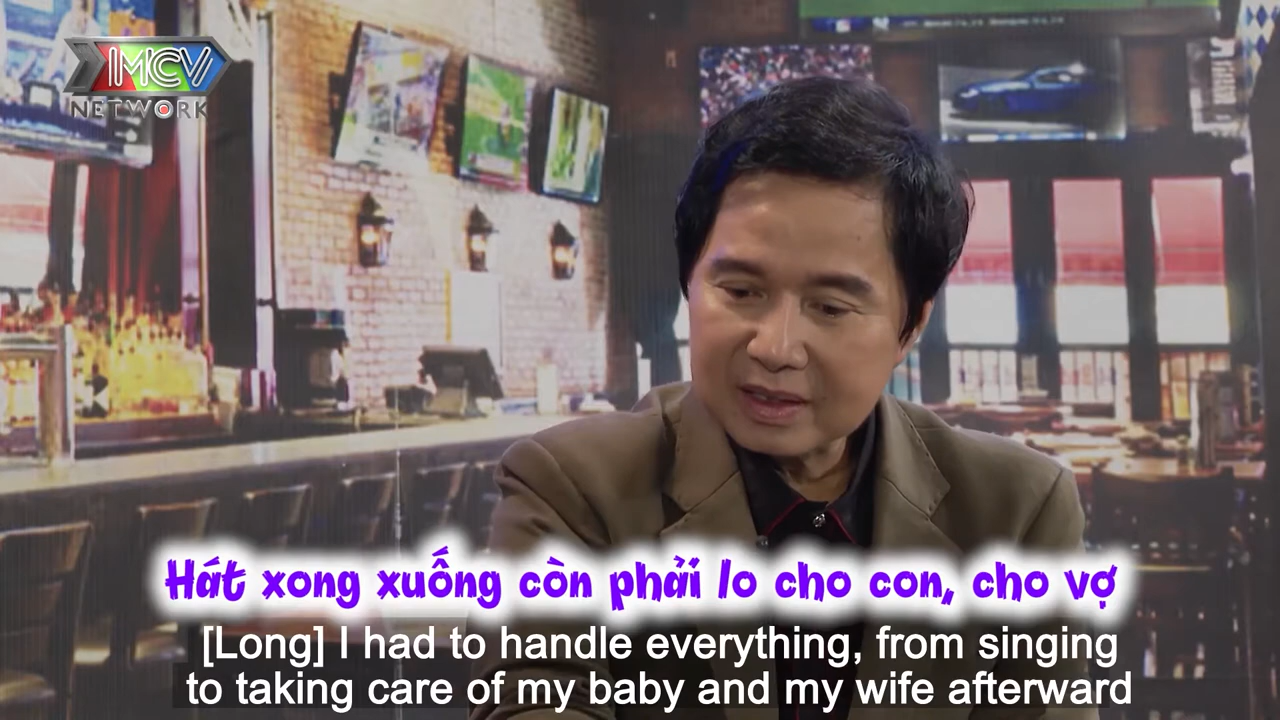 MCV
NETWORK
Hát xong xuống còn phải lo cho con, cho vợ
[Long] I had to handle everything, from singing
to taking care of my baby and my wife afterward